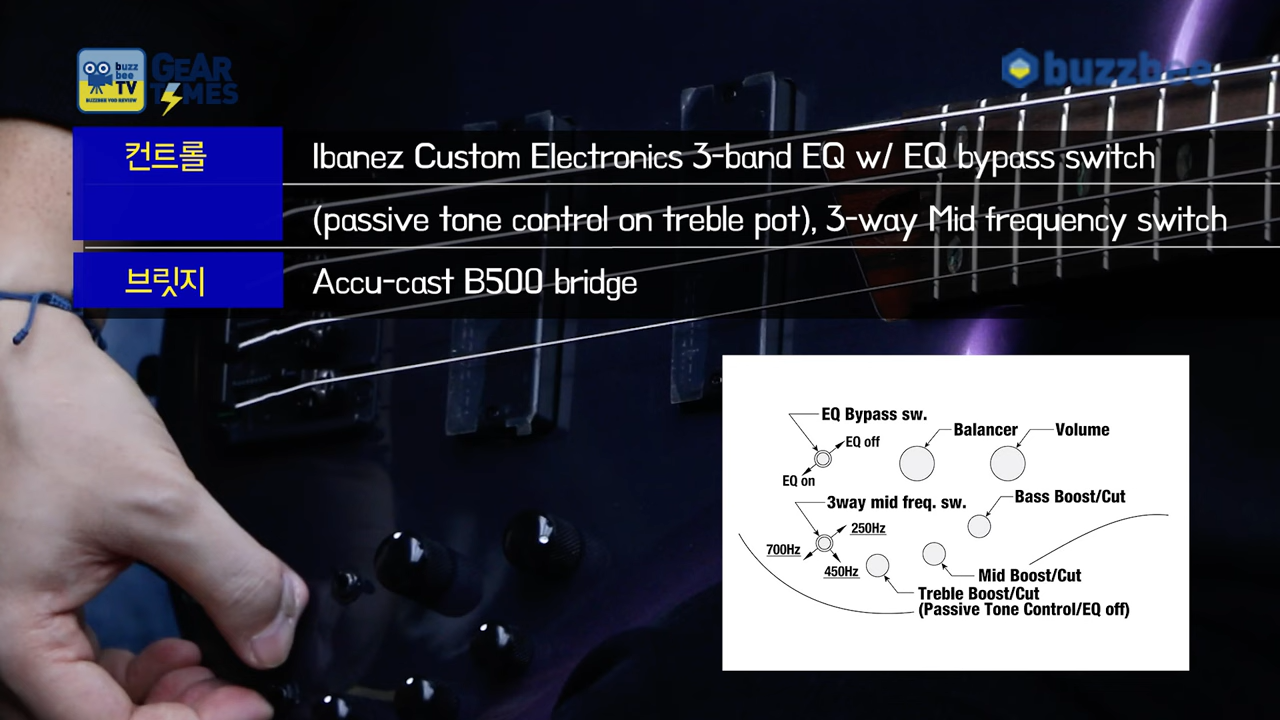 buzz
bee
TV
BUZZBEE VOD REVIEW
GEAR
TIMES
buzzbee
컨트롤
Ibanez Custom Electronics 3-band EQ w/ EQ bypass switch
(passive tone control on treble pot), 3-way Mid frequency switch
브릿지
Accu-cast B500 bridge
EQ Bypass sw.
EQ off
EQ on
Balancer
Volume
3way mid freq. sw.
250Hz
700Hz
450Hz
Bass Boost/Cut
Mid Boost/Cut
Treble Boost/Cut
(Passive Tone Control/EQ off)